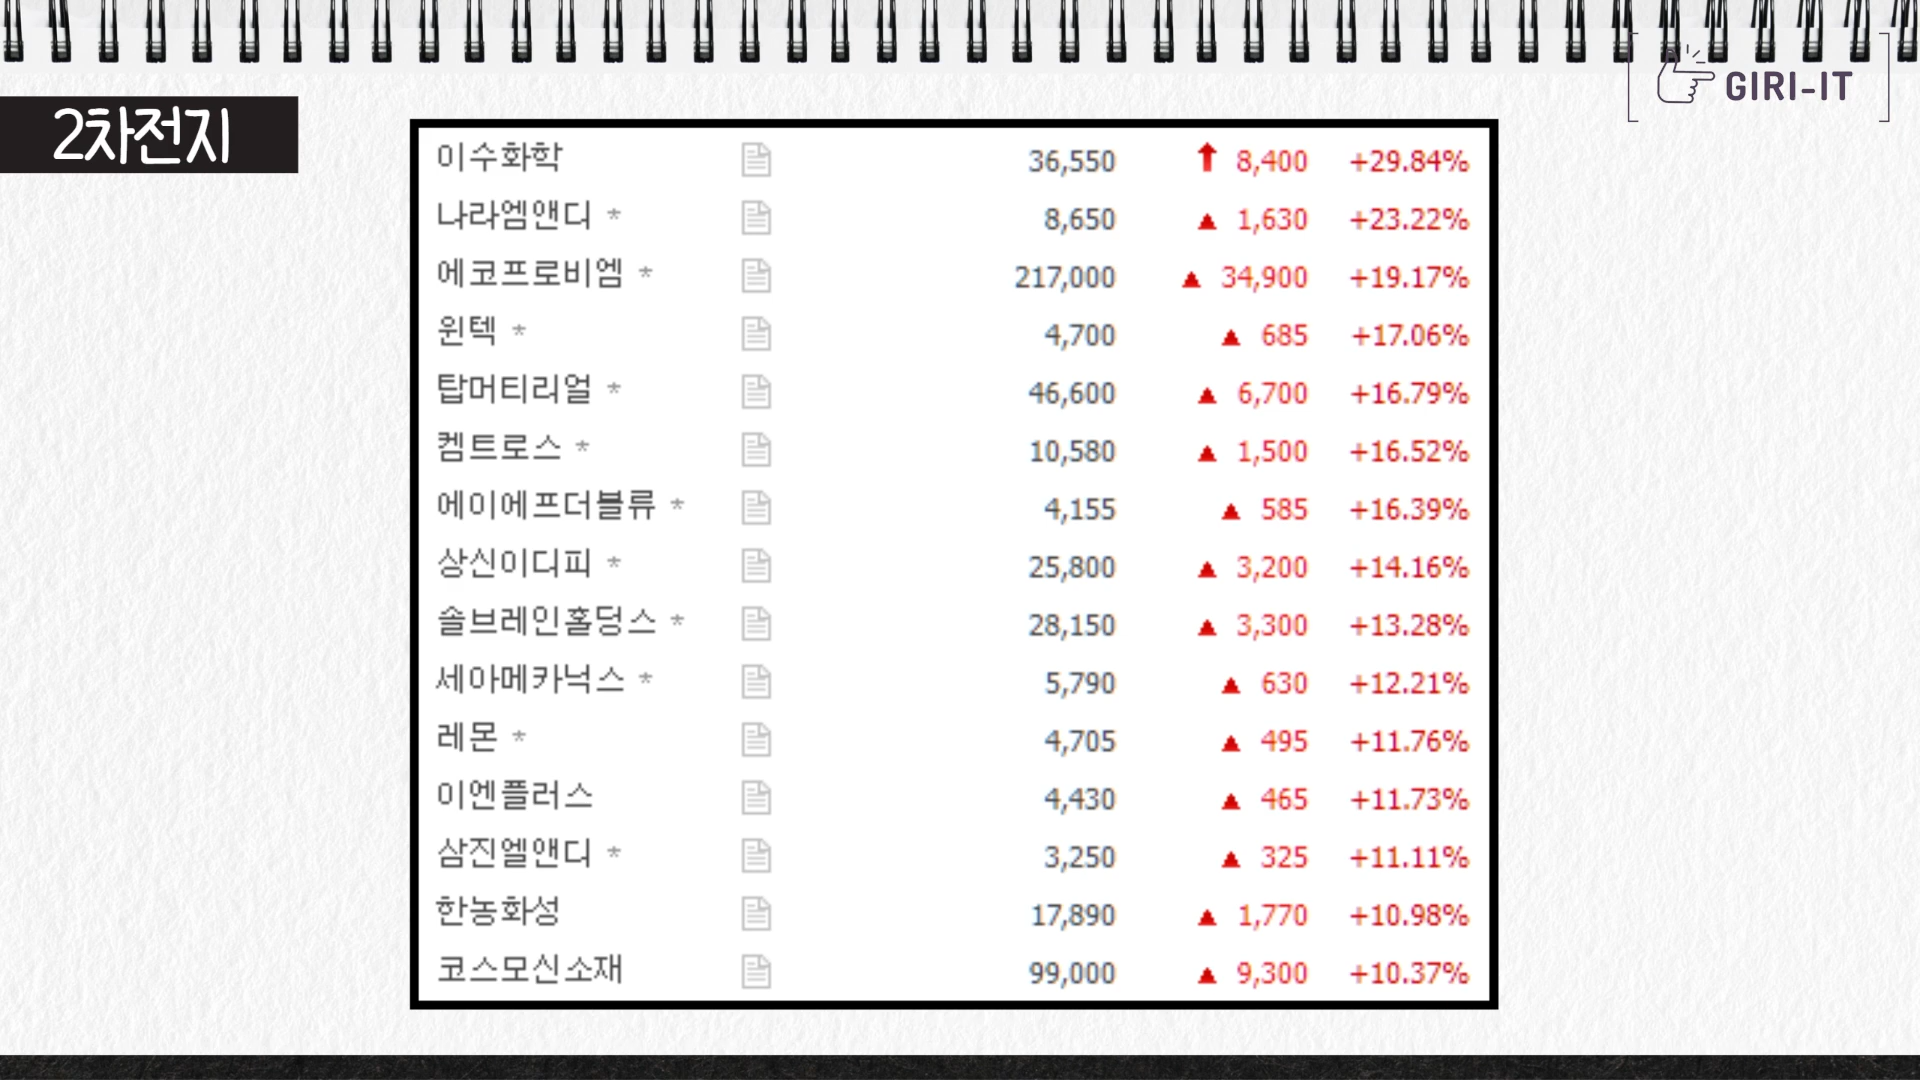 GIRI-IT
2차전지
이수화학 36,550 ↑ 8,400 +29.84%
나라엠앤디 * 8,650 ▲ 1,630 +23.22%
에코프로비엠 * 217,000 ▲ 34,900 +19.17%
윈텍 * 4,700 ▲ 685 +17.06%
탑머티리얼 * 46,600 ▲ 6,700 +16.79%
켐트로스 * 10,580 ▲ 1,500 +16.52%
에이에프더블류 * 4,155 ▲ 585 +16.39%
상신이디피 * 25,800 ▲ 3,200 +14.16%
솔브레인홀딩스 * 28,150 ▲ 3,300 +13.28%
세아메카닉스 * 5,790 ▲ 630 +12.21%
레몬 * 4,705 ▲ 495 +11.76%
이엔플러스 4,430 ▲ 465 +11.73%
삼진엘앤디 * 3,250 ▲ 325 +11.11%
한농화성 17,890 ▲ 1,770 +10.98%
코스모신소재 99,000 ▲ 9,300 +10.37%